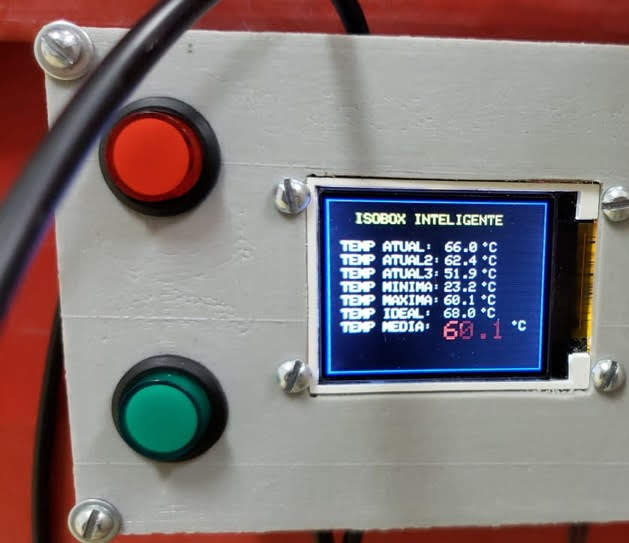 ISOBOX INTELIGENTE
TEMP ATUAL: 66.0 °C
TEMP ATUAL2: 62.4 °C
TEMP ATUAL3: 51.9 °C
TEMP MINIMA: 23.2 °C
TEMP MAXIMA: 60.1 °C
TEMP IDEAL: 68.0 °C
TEMP MEDIA: 60.1 °C